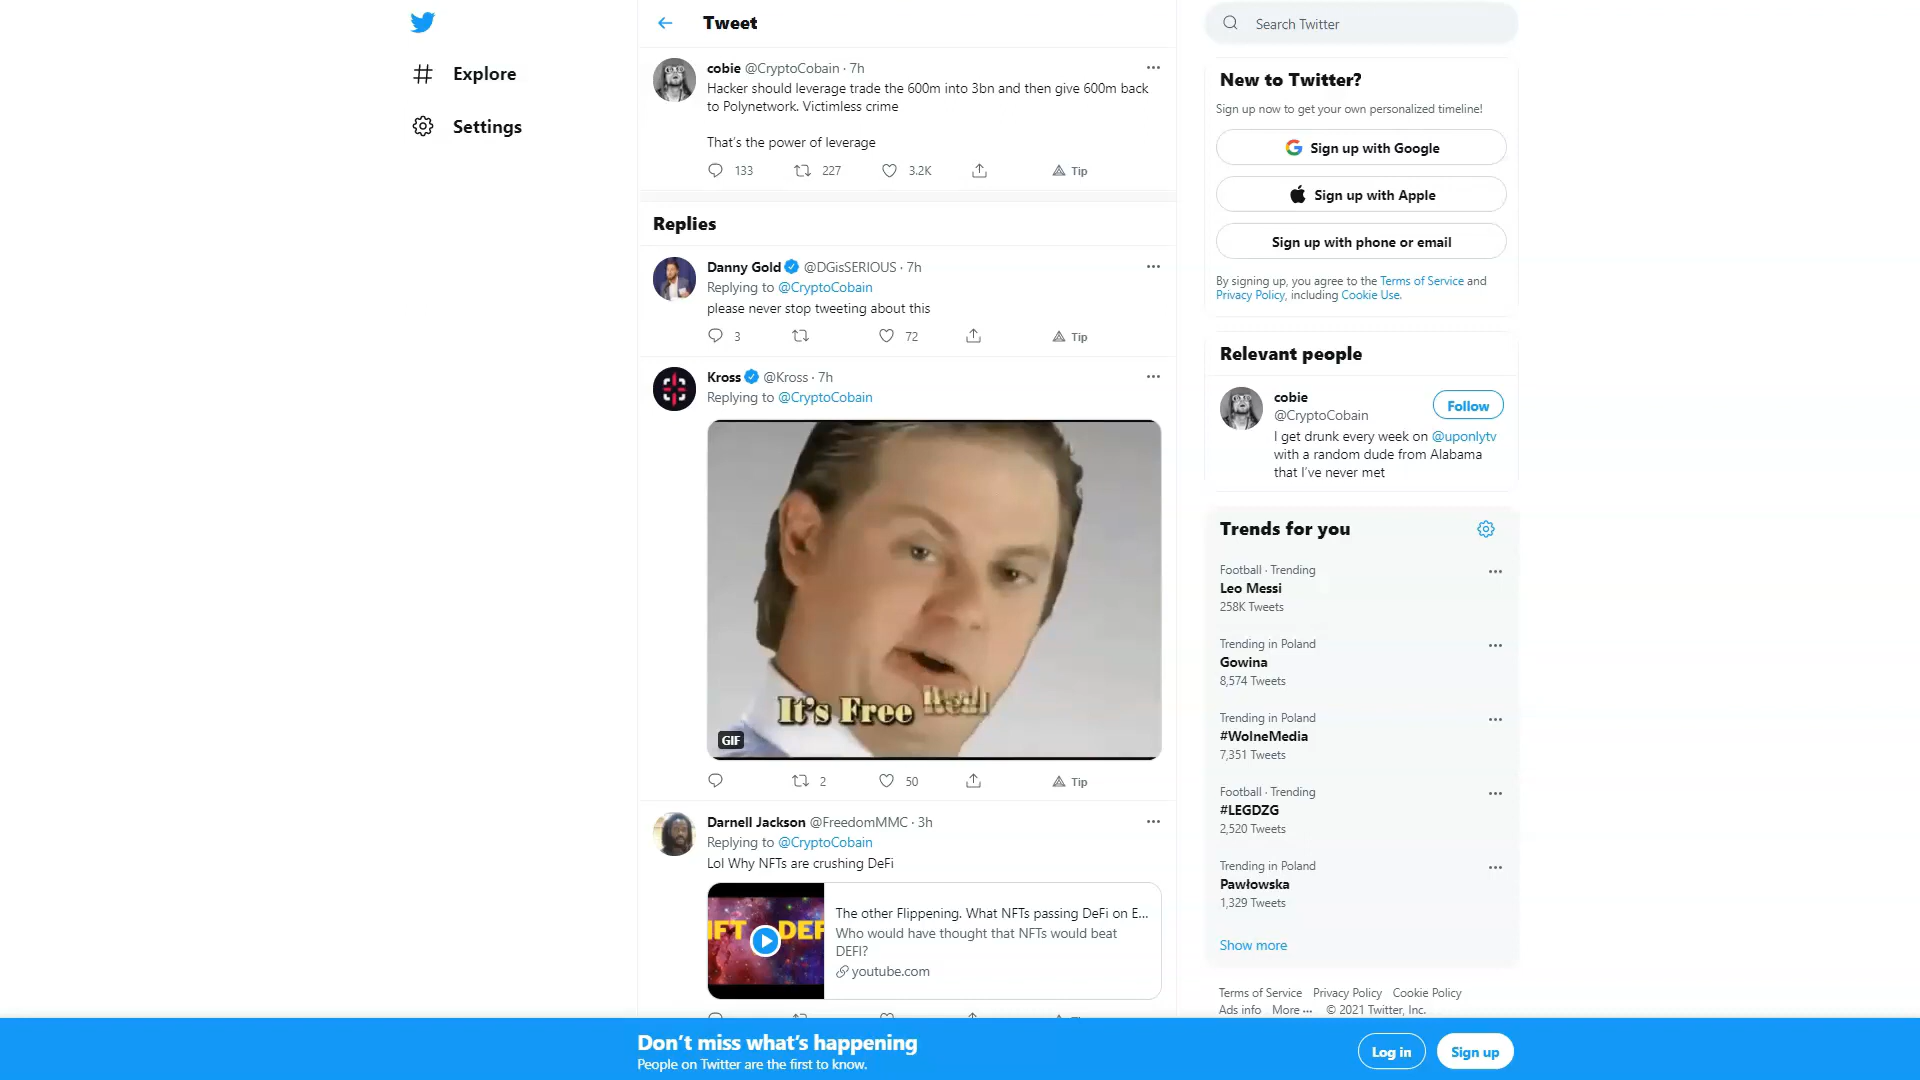 Explore
Settings
Tweet
cobie @CryptoCobain · 7h
Hacker should leverage trade the 600m into 3bn and then give 600m back
to Polynetwork. Victimless crime
That's the power of leverage
133 227 3.2K Tip
Replies
Danny Gold @DGisSERIOUS · 7h
Replying to @CryptoCobain
please never stop tweeting about this
3 72 Tip
Kross @Kross · 7h
Replying to @CryptoCobain
It's Free Real
GIF
2 50 Tip
Darnell Jackson @FreedomMMC · 3h
Replying to @CryptoCobain
Lol Why NFTs are crushing DeFi
The other Flippening. What NFTs passing DeFi on E...
Who would have thought that NFTs would beat
DEFI?
youtube.com
Search Twitter
New to Twitter?
Sign up now to get your own personalized timeline!
Sign up with Google
Sign up with Apple
Sign up with phone or email
By signing up, you agree to the Terms of Service and
Privacy Policy, including Cookie Use.
Relevant people
cobie
@CryptoCobain
Follow
I get drunk every week on @uponlytv
with a random dude from Alabama
that I've never met
Trends for you
Football · Trending
Leo Messi
258K Tweets
Trending in Poland
Gowina
8,574 Tweets
Trending in Poland
#WolneMedia
7,351 Tweets
Football · Trending
#LEGDZG
2,520 Tweets
Trending in Poland
Pawłowska
1,329 Tweets
Show more
Terms of Service Privacy Policy Cookie Policy
Ads info More ··· © 2021 Twitter, Inc.
Don't miss what's happening
People on Twitter are the first to know.
Log in
Sign up